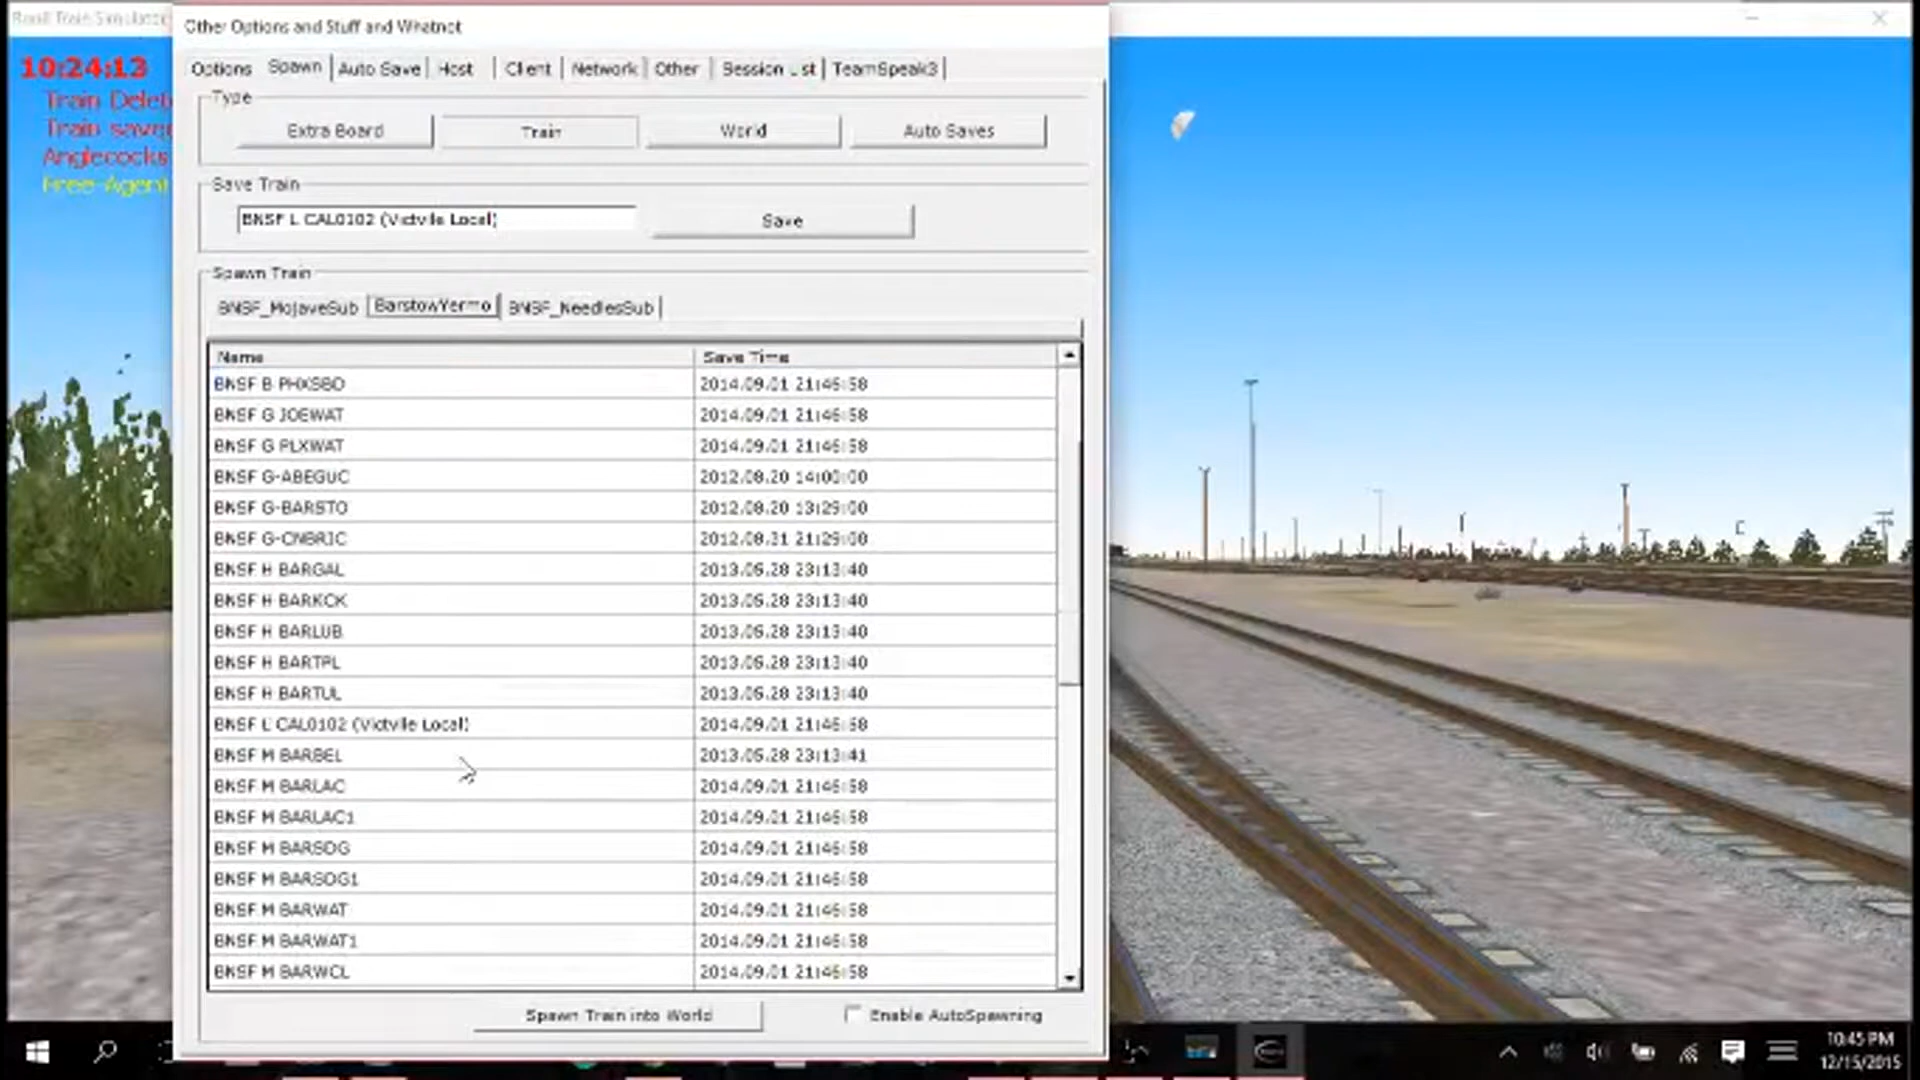 Other Options and Stuff and Whatnot
10:24:13
Options Spawn Auto Save Host Client Network Other Session List TeamSpeak3
Type
Train
Extra Board Train World Auto Saves
Train
Anglecocks
Save Train
Free-Agent
BNSF L CAL0102 (Victvile Local) Save
Spawn Train
BNSF_MojaveSub BarstowYermo BNSF_NeedlesSub
Name Save Time
BNSF B PHXSBD 2014.09.01 21:46:58
BNSF G JOEWAT 2014.09.01 21:46:58
BNSF G PLXWAT 2014.09.01 21:46:58
BNSF G-ABEGUC 2012.08.20 14:00:00
BNSF G-BARSTO 2012.08.20 13:29:00
BNSF G-CNBRIC 2012.08.31 21:29:00
BNSF H BARGAL 2013.05.28 23:13:40
BNSF H BARKCK 2013.05.28 23:13:40
BNSF H BARLUB 2013.05.28 23:13:40
BNSF H BARTPL 2013.05.28 23:13:40
BNSF H BARTUL 2013.05.28 23:13:40
BNSF L CAL0102 (Victvile Local) 2014.09.01 21:46:58
BNSF M BARBEL 2013.05.28 23:13:41
BNSF M BARLAC 2014.09.01 21:46:58
BNSF M BARLAC1 2014.09.01 21:46:58
BNSF M BARSDG 2014.09.01 21:46:58
BNSF M BARSDG1 2014.09.01 21:46:58
BNSF M BARWAT 2014.09.01 21:46:58
BNSF M BARWAT1 2014.09.01 21:46:58
BNSF M BARWCL 2014.09.01 21:46:58
Spawn Train into World Enable AutoSpawning
10:45 PM
12/15/2015